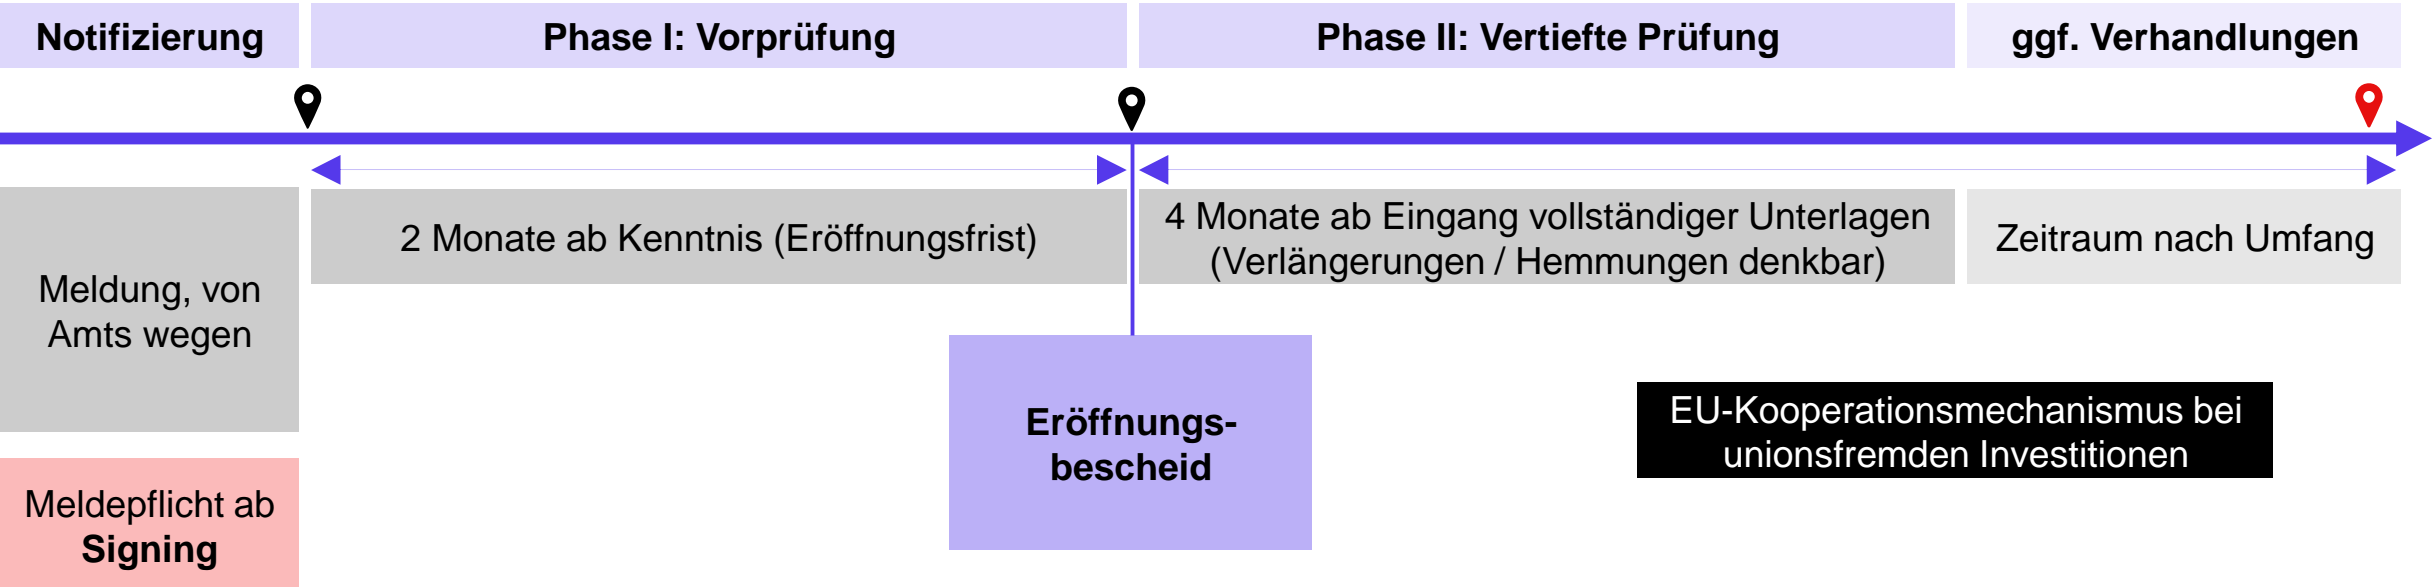 Notifizierung
Phase I: Vorprüfung
Phase II: Vertiefte Prüfung
ggf. Verhandlungen
Meldung, von
Amts wegen
2 Monate ab Kenntnis (Eröffnungsfrist)
4 Monate ab Eingang vollständiger Unterlagen
(Verlängerungen / Hemmungen denkbar)
Zeitraum nach Umfang
Eröffnungs-
bescheid
EU-Kooperationsmechanismus bei
unionsfremden Investitionen
Meldepflicht ab
Signing